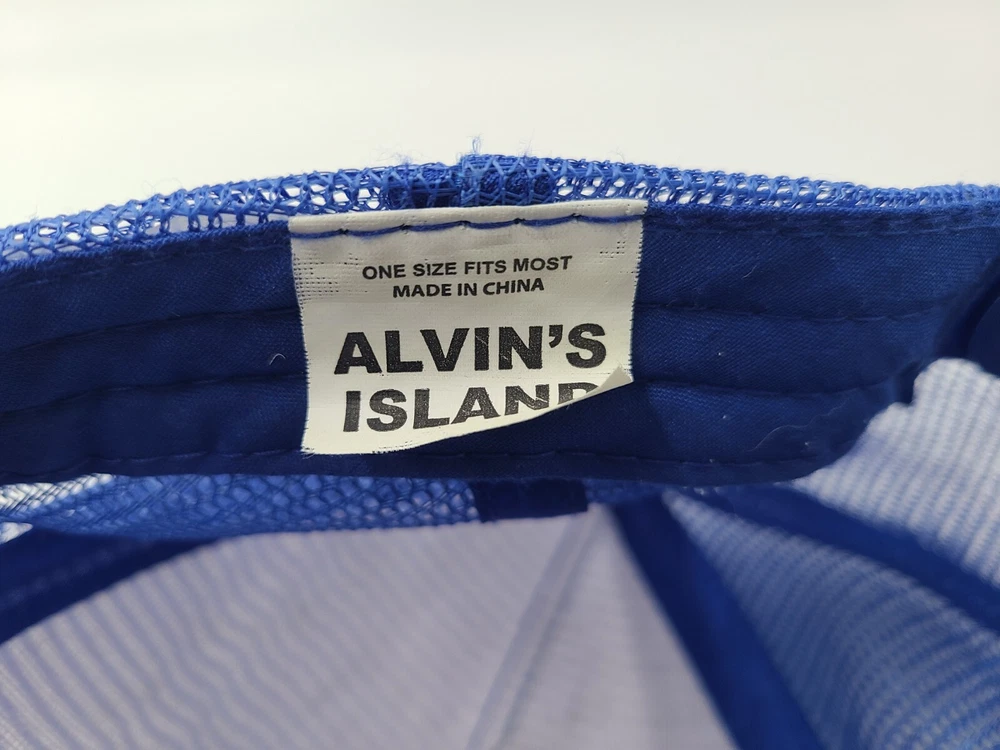 ONE SIZE FITS MOST
MADE IN CHINA
ALVIN'S
ISLAND